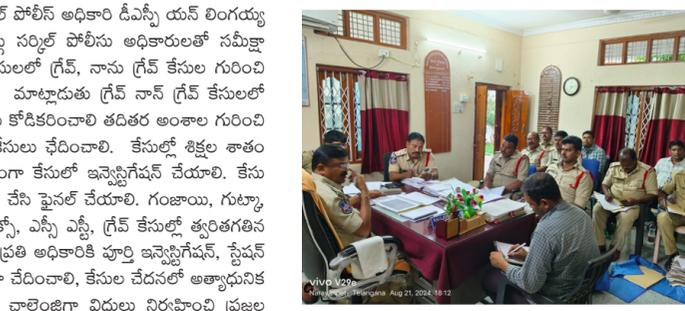 పోలీస్ అధికారి డీఎస్పీ యన్ లింగయ్య
సర్కిల్ పోలీసు అధికారులతో సమీక్షా
గ్రేవ్, నాను గ్రేవ్ కేసుల గురించి
మాట్లాడుతు గ్రేవ్ నాన్ గ్రేవ్ కేసులలో
కోడికరించాలి తదితర అంశాల గురించి
ఛేదించాలి. కేసుల్లో శిక్షల శాతం
కేసులో ఇన్వెస్టిగేషన్ చేయాలి. కేసు
చేసి ఫైనల్ చేయాలి. గంజాయి, గుట్కా,
ఎస్సీ ఎస్టీ, గ్రేవ్ కేసుల్లో త్వరితగతిన
ప్రతి అధికారికి పూర్తి ఇన్వెస్టిగేషన్, స్టేషన్
చేదించాలి, కేసుల చేదనలో అత్యాధునిక
చాలెంజిగా విధులు నిర్వహించి ప్రజల
vivo V29e
Telangana Aug 21, 2024, 18:12